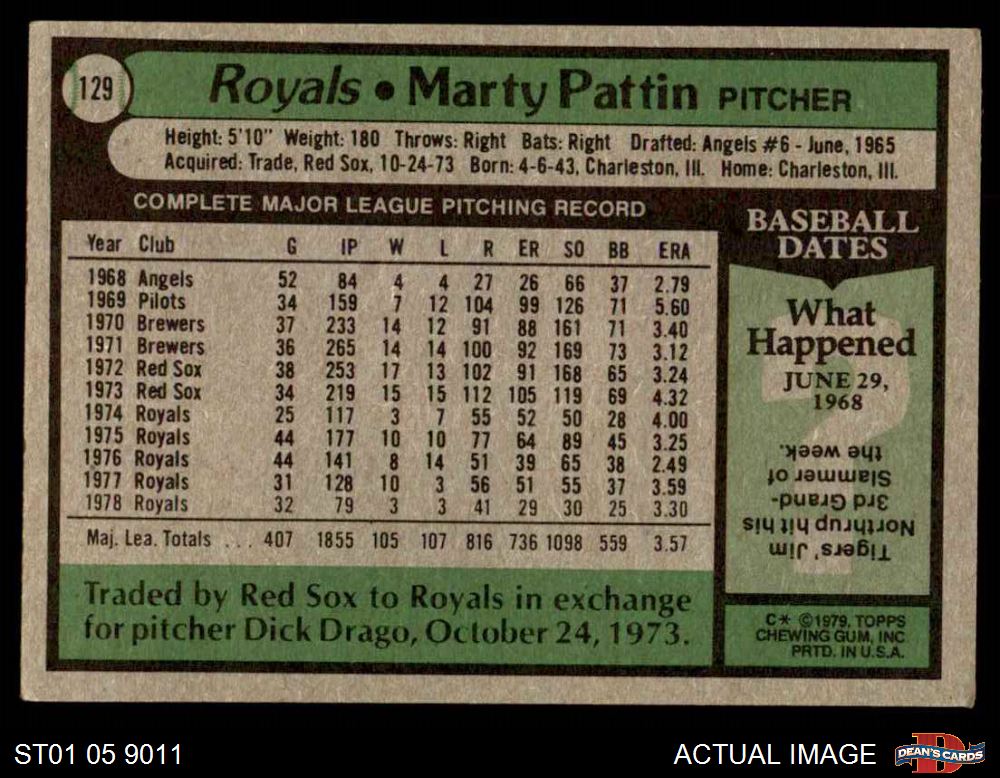 129
Royals • Marty Pattin PITCHER
Height: 5'10" Weight: 180 Throws: Right Bats: Right Drafted: Angels #6 - June, 1965
Acquired: Trade, Red Sox, 10-24-73 Born: 4-6-43, Charleston, Ill. Home: Charleston, Ill.
COMPLETE MAJOR LEAGUE PITCHING RECORD
Year Club G IP W L R ER SO BB ERA
1968 Angels 52 84 4 4 27 26 66 37 2.79
1969 Pilots 34 159 7 12 104 99 126 71 5.60
1970 Brewers 37 233 14 12 91 88 161 71 3.40
1971 Brewers 36 265 14 14 100 92 169 73 3.12
1972 Red Sox 38 253 17 13 102 91 168 65 3.24
1973 Red Sox 34 219 15 15 112 105 119 69 4.32
1974 Royals 25 117 3 7 55 52 50 28 4.00
1975 Royals 44 177 10 10 77 64 89 45 3.25
1976 Royals 44 141 8 14 51 39 65 38 2.49
1977 Royals 31 128 10 3 56 51 55 37 3.59
1978 Royals 32 79 3 3 41 29 30 25 3.30
Maj. Lea. Totals ... 407 1855 105 107 816 736 1098 559 3.57
Traded by Red Sox to Royals in exchange
for pitcher Dick Drago, October 24, 1973.
BASEBALL
DATES
What
Happened
JUNE 29,
1968
Tigers' Jim
Northrup hit his
3rd Grand-
Slammer of
the week.
C* ©1979, TOPPS
CHEWING GUM, INC
PRTD. IN U.S.A.
ST01 05 9011
ACTUAL IMAGE
DEAN'S CARDS